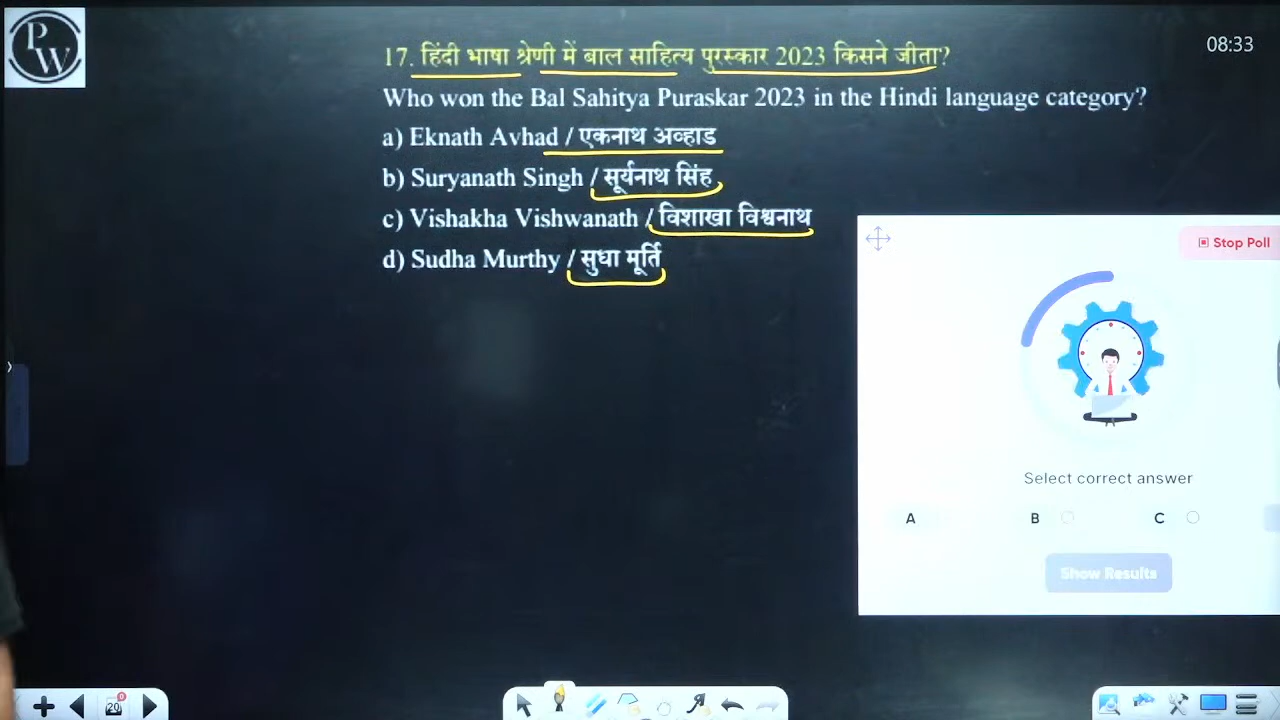 PW
08:33
17. हिंदी भाषा श्रेणी में बाल साहित्य पुरस्कार 2023 किसने जीता?
Who won the Bal Sahitya Puraskar 2023 in the Hindi language category?
a) Eknath Avhad / एकनाथ अव्हाड
b) Suryanath Singh / सूर्यनाथ सिंह
c) Vishakha Vishwanath / विशाखा विश्वनाथ
d) Sudha Murthy / सुधा मूर्ति
Stop Poll
Select correct answer
A B C
Show Results
20
0